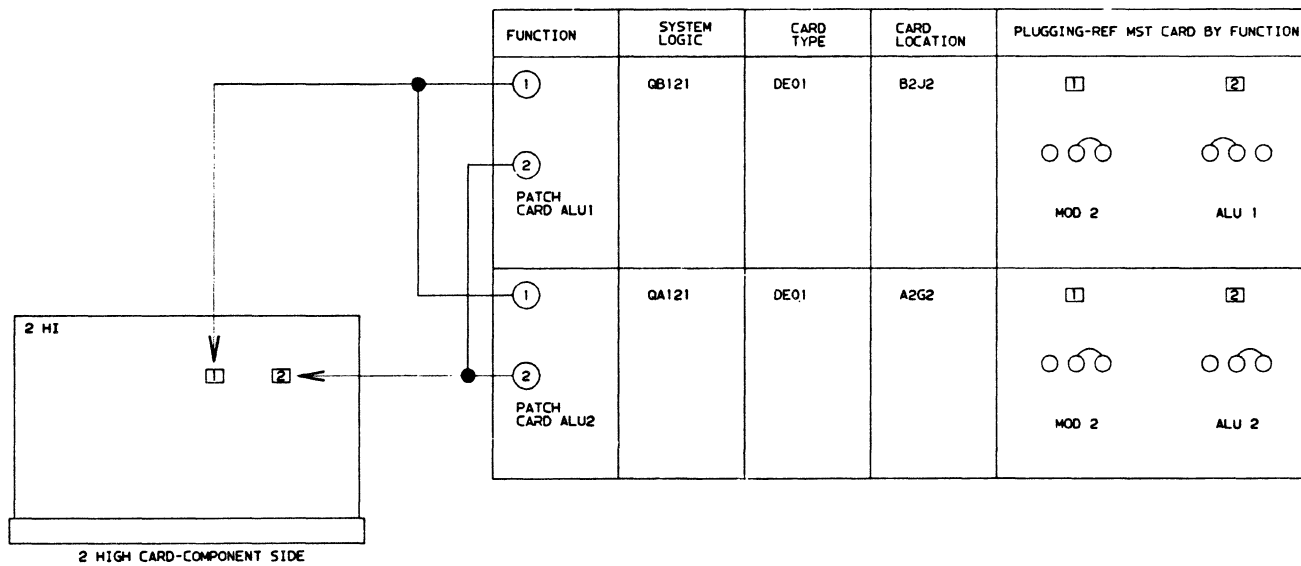 FUNCTION SYSTEM LOGIC CARD TYPE CARD LOCATION PLUGGING-REF MST CARD BY FUNCTION
1 QB121 DE01 B2J2 1 2
2
PATCH CARD ALU1
MOD 2 ALU 1
1 QA121 DE01 A2G2 1 2
2
PATCH CARD ALU2
MOD 2 ALU 2
2 HI
1 2
2 HIGH CARD-COMPONENT SIDE